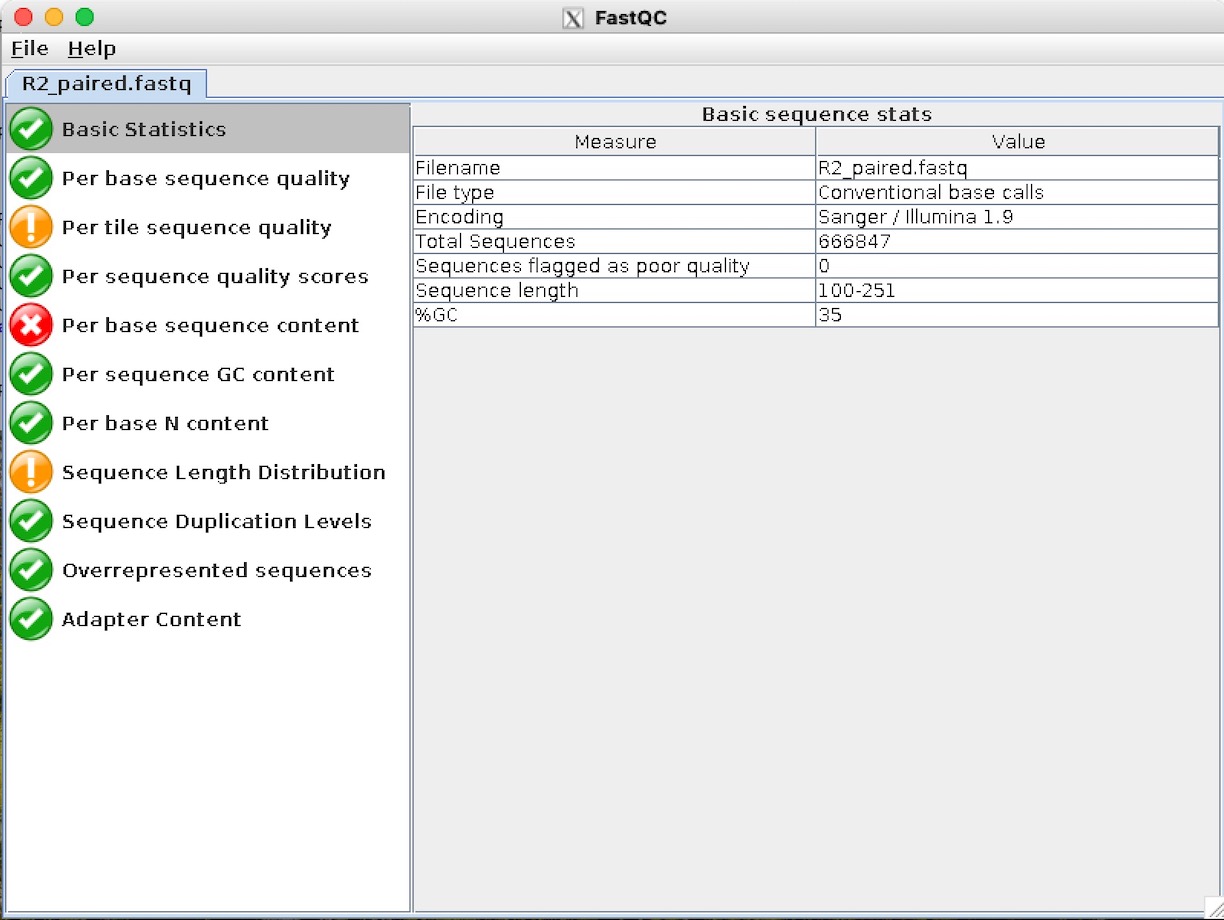 FastQC
File Help
R2_paired.fastq
Basic Statistics
Per base sequence quality
Per tile sequence quality
Per sequence quality scores
Per base sequence content
Per sequence GC content
Per base N content
Sequence Length Distribution
Sequence Duplication Levels
Overrepresented sequences
Adapter Content
Basic sequence stats
Measure Value
Filename R2_paired.fastq
File type Conventional base calls
Encoding Sanger / Illumina 1.9
Total Sequences 666847
Sequences flagged as poor quality 0
Sequence length 100-251
%GC 35